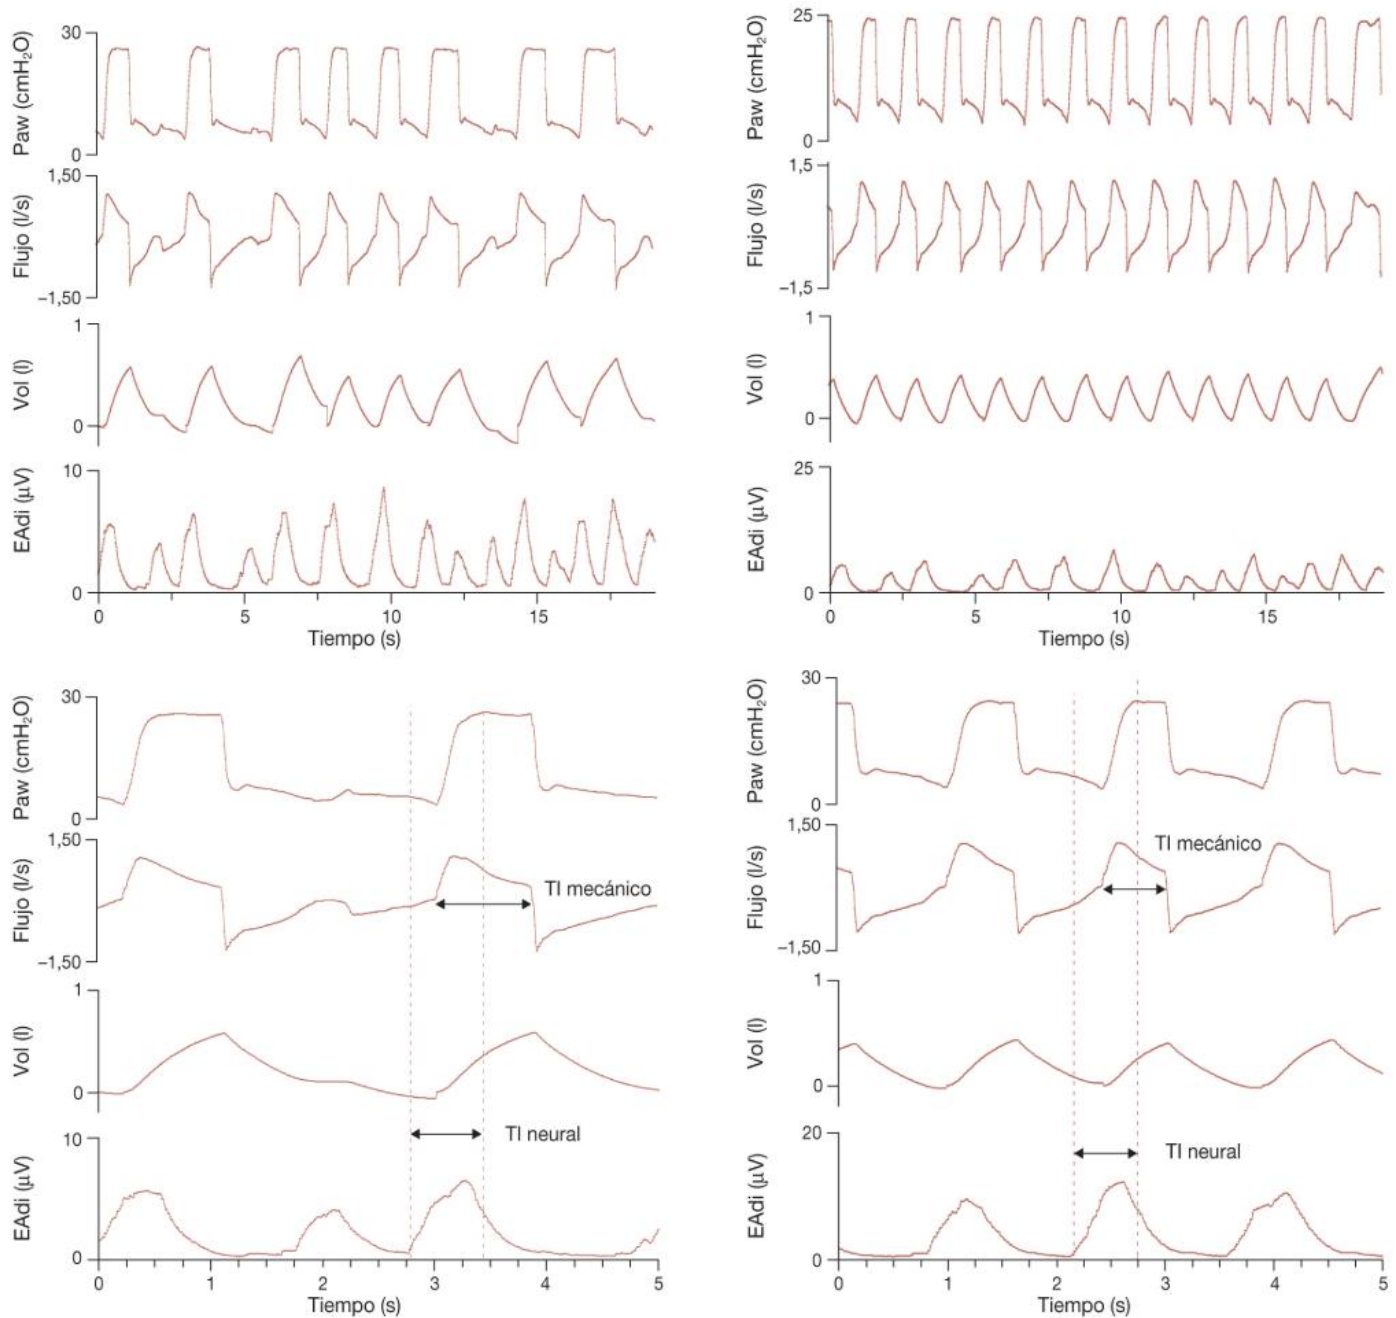 30
Paw (cmH₂O)
0
1,50
Flujo (l/s)
−1,50
1
Vol (l)
0
10
EAdi (µV)
0
0 5 10 15
Tiempo (s)
25
Paw (cmH₂O)
0
1,5
Flujo (l/s)
−1,5
1
Vol (l)
0
25
EAdi (µV)
0
0 5 10 15
Tiempo (s)
30
Paw (cmH₂O)
0
1,50
Flujo (l/s)
TI mecánico
−1,50
1
Vol (l)
0
TI neural
10
EAdi (µV)
0
0 1 2 3 4 5
Tiempo (s)
30
Paw (cmH₂O)
0
1,50
TI mecánico
Flujo (l/s)
−1,50
1
Vol (l)
0
20
TI neural
EAdi (µV)
0
0 1 2 3 4 5
Tiempo (s)